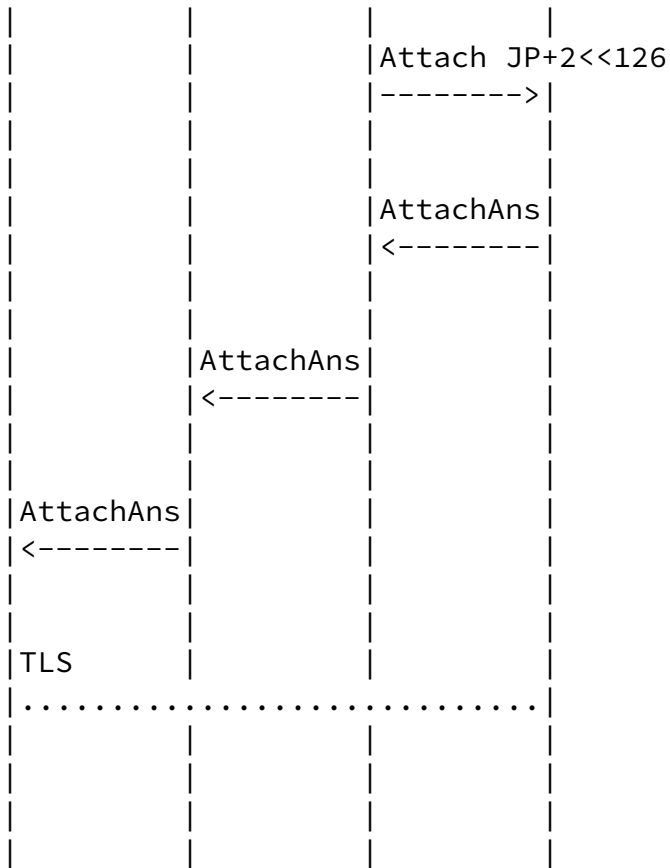 Attach JP+2<<126
-------->
AttachAns
<--------
AttachAns
<--------
AttachAns
<--------
TLS
.............................